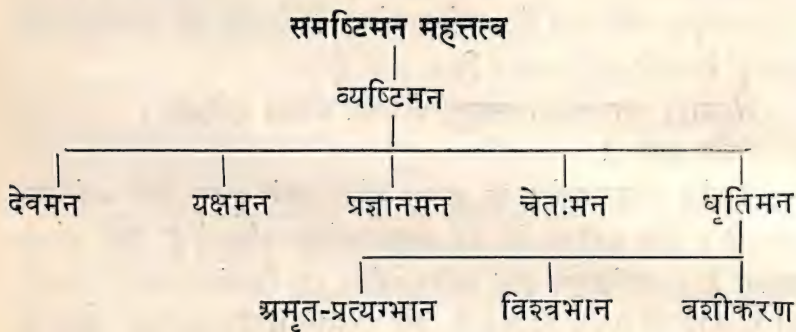 समष्टिमन महत्तत्व
व्यष्टिमन
देवमन यक्षमन प्रज्ञानमन चेतःमन धृतिमन
अमृत-प्रत्यग्भान विश्वभान वशीकरण